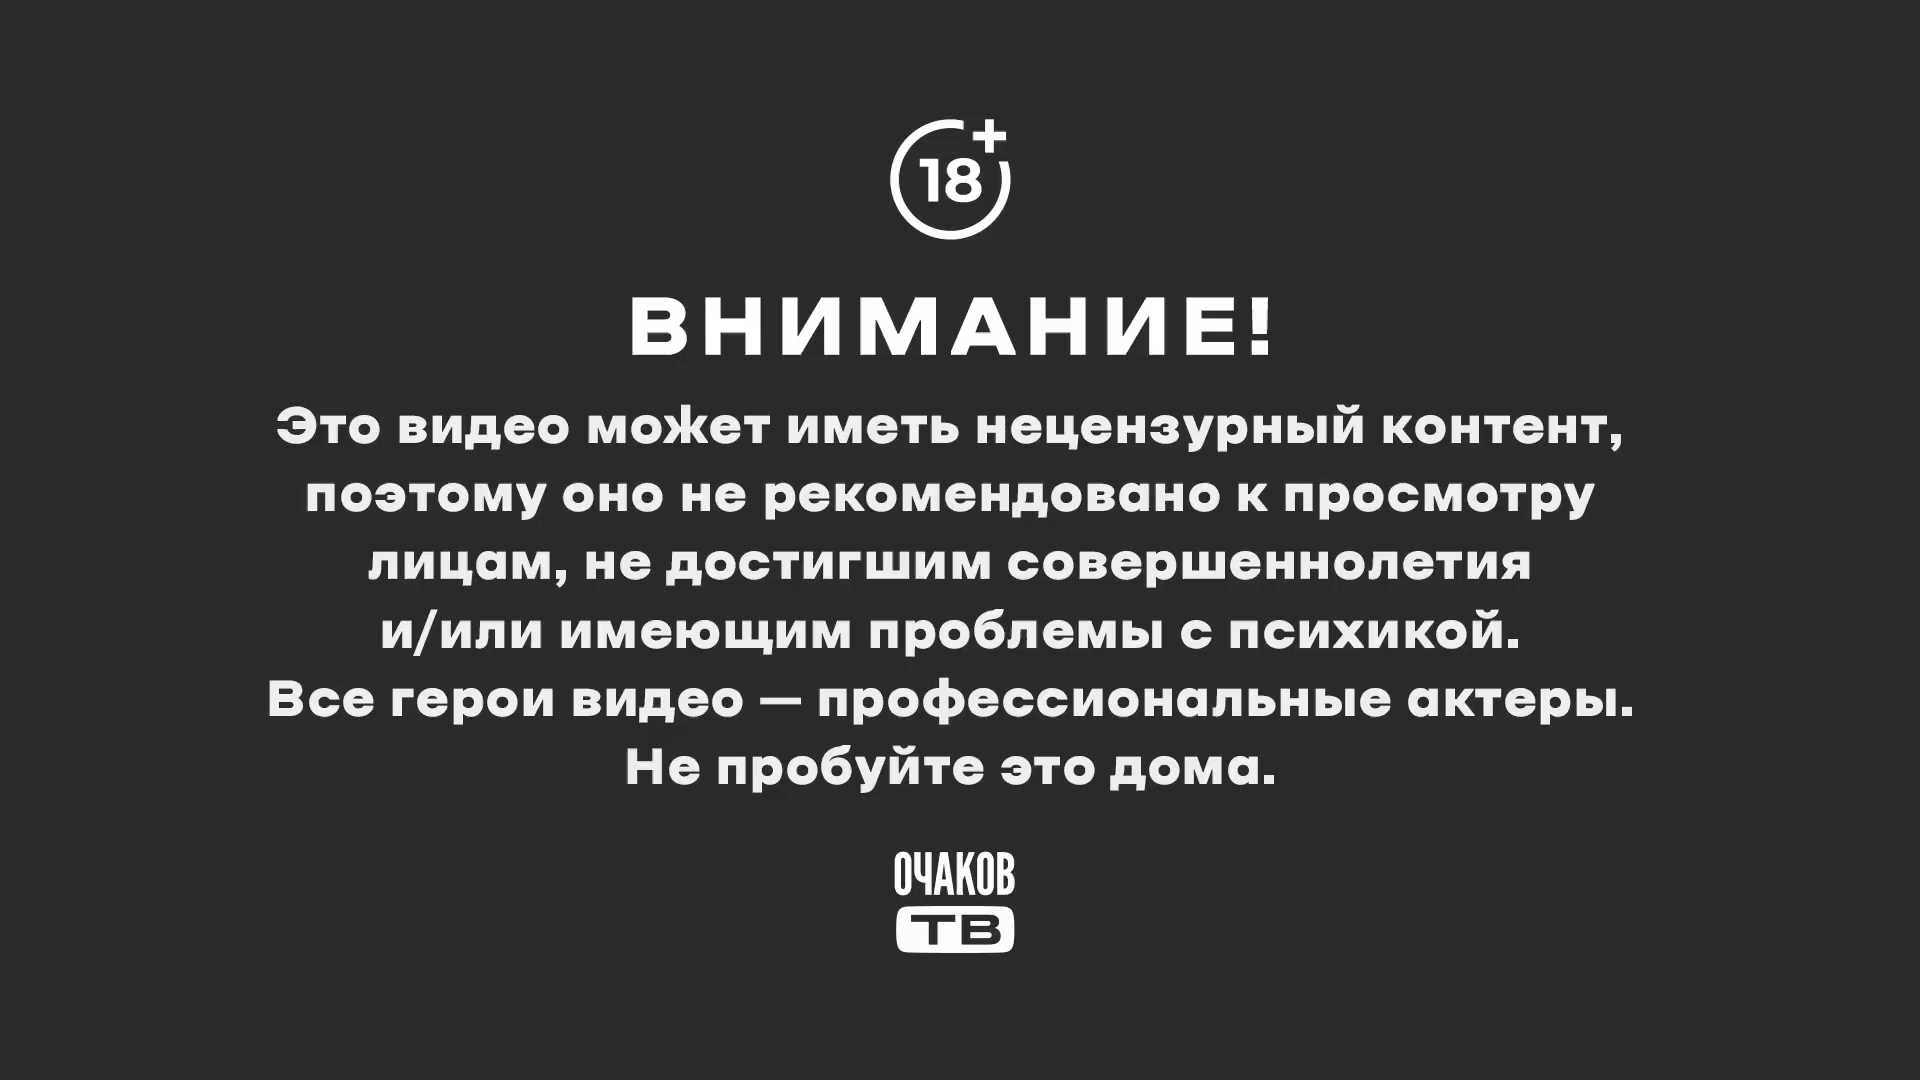 18+
ВНИМАНИЕ!
Это видео может иметь нецензурный контент,
поэтому оно не рекомендовано к просмотру
лицам, не достигшим совершеннолетия
и/или имеющим проблемы с психикой.
Все герои видео — профессиональные актеры.
Не пробуйте это дома.
ОЧАКОВ
ТВ